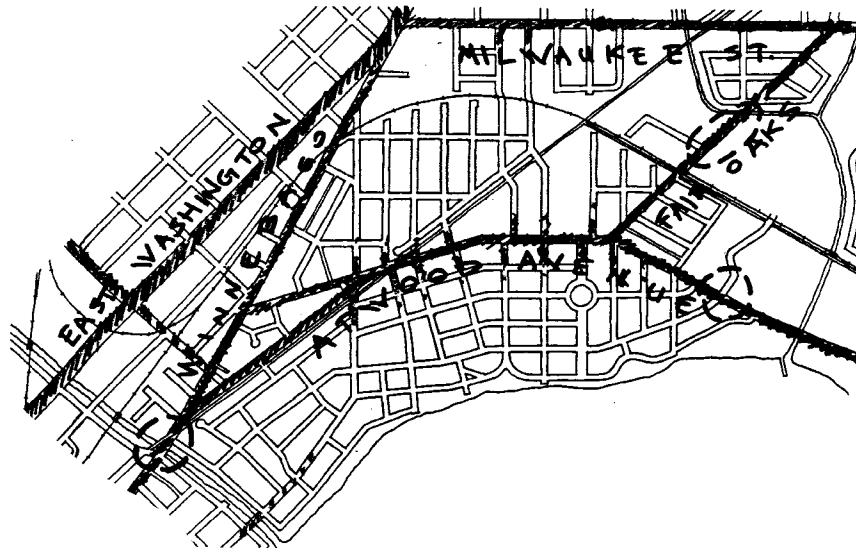 MILWAUKEE ST.
EAST WASHINGTON
WINNEBAGO
FAIR OAKS
ATWOOD AVENUE